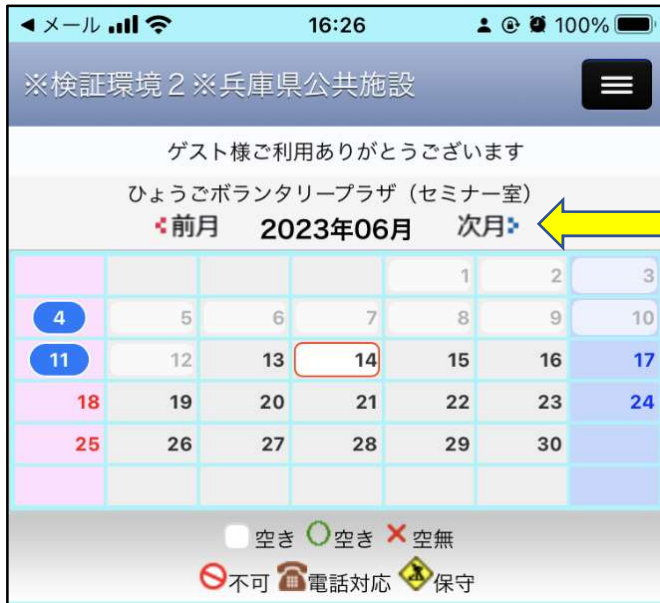 ◀メール 16:26 100%
※検証環境２※兵庫県公共施設
ゲスト様ご利用ありがとうございます
ひょうごボランタリープラザ（セミナー室）
前月 2023年06月 次月
1 2 3
4 5 6 7 8 9 10
11 12 13 14 15 16 17
18 19 20 21 22 23 24
25 26 27 28 29 30
空き 空き 空無
不可 電話対応 保守